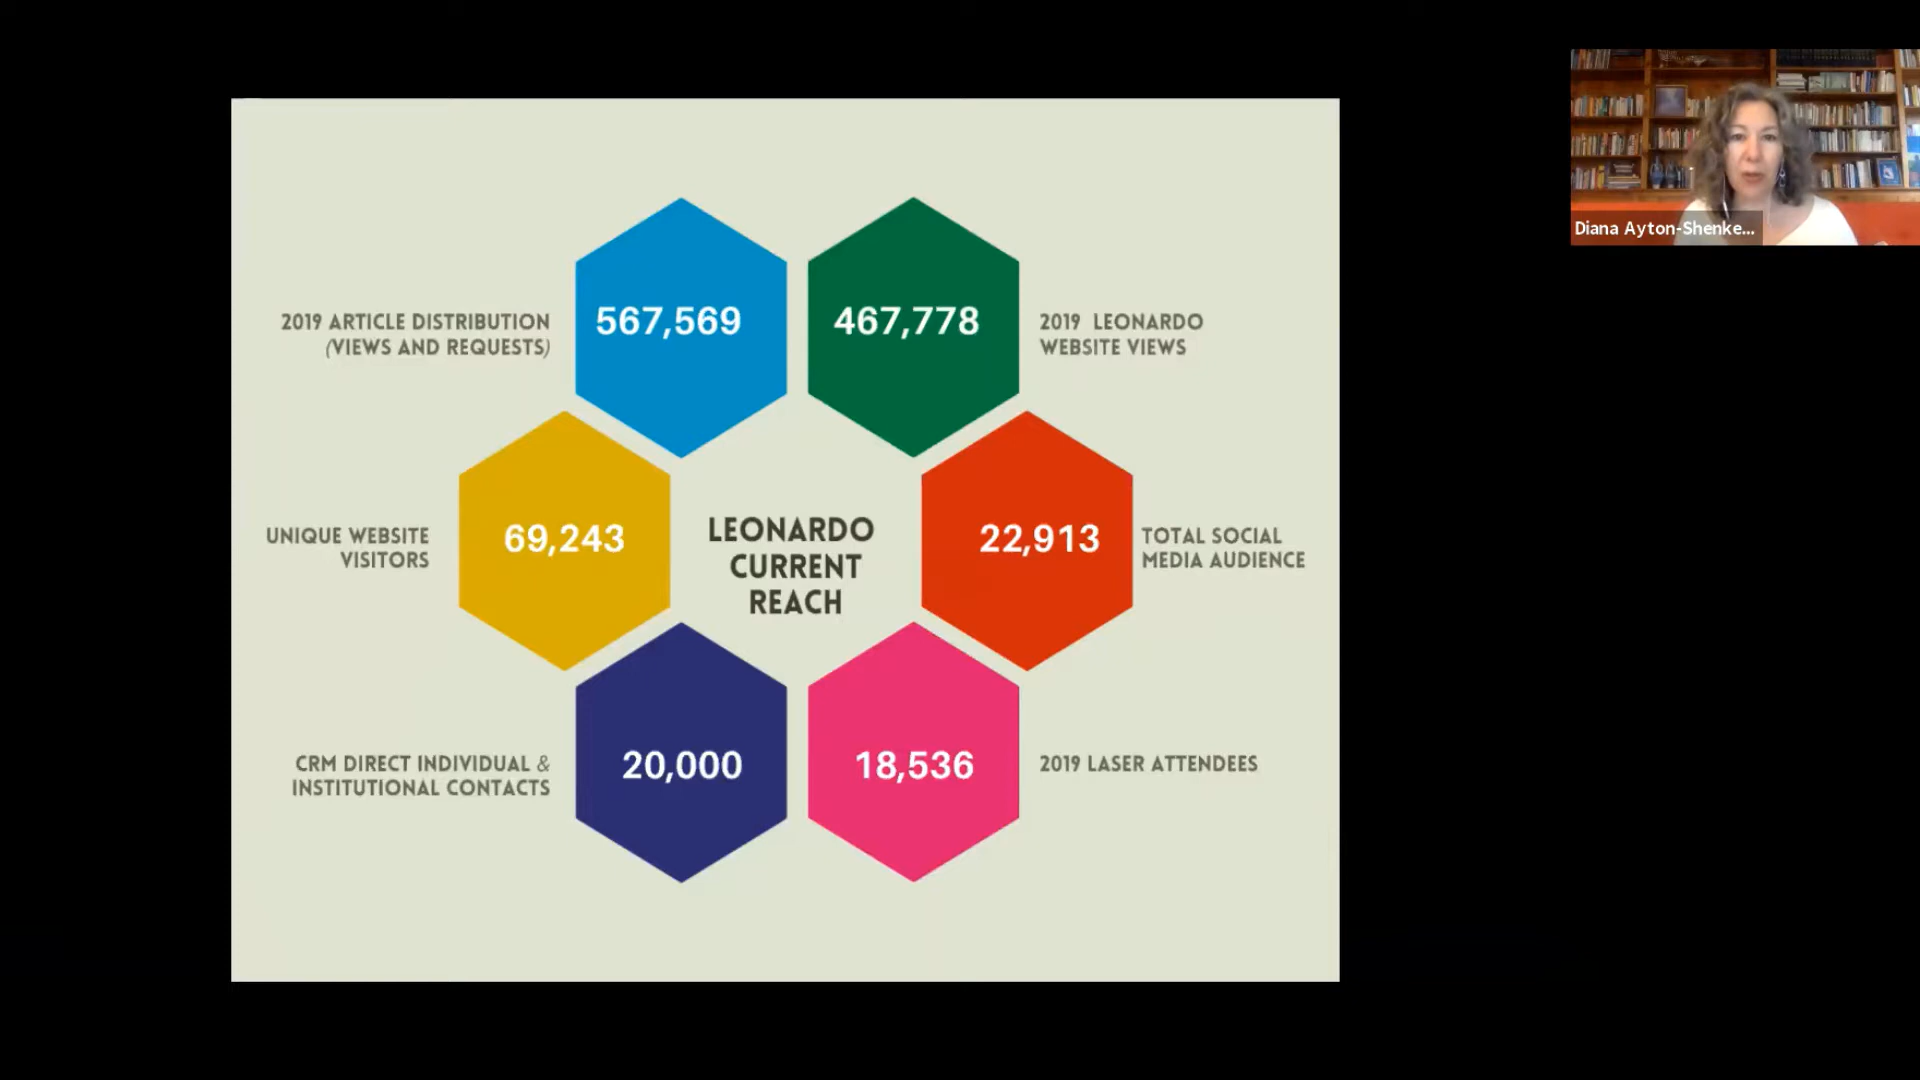 2019 ARTICLE DISTRIBUTION
(VIEWS AND REQUESTS)
567,569
467,778
2019 LEONARDO
WEBSITE VIEWS
UNIQUE WEBSITE
VISITORS
69,243
LEONARDO
CURRENT
REACH
22,913
TOTAL SOCIAL
MEDIA AUDIENCE
CRM DIRECT INDIVIDUAL &
INSTITUTIONAL CONTACTS
20,000
18,536
2019 LASER ATTENDEES
Diana Ayton-Shenke...